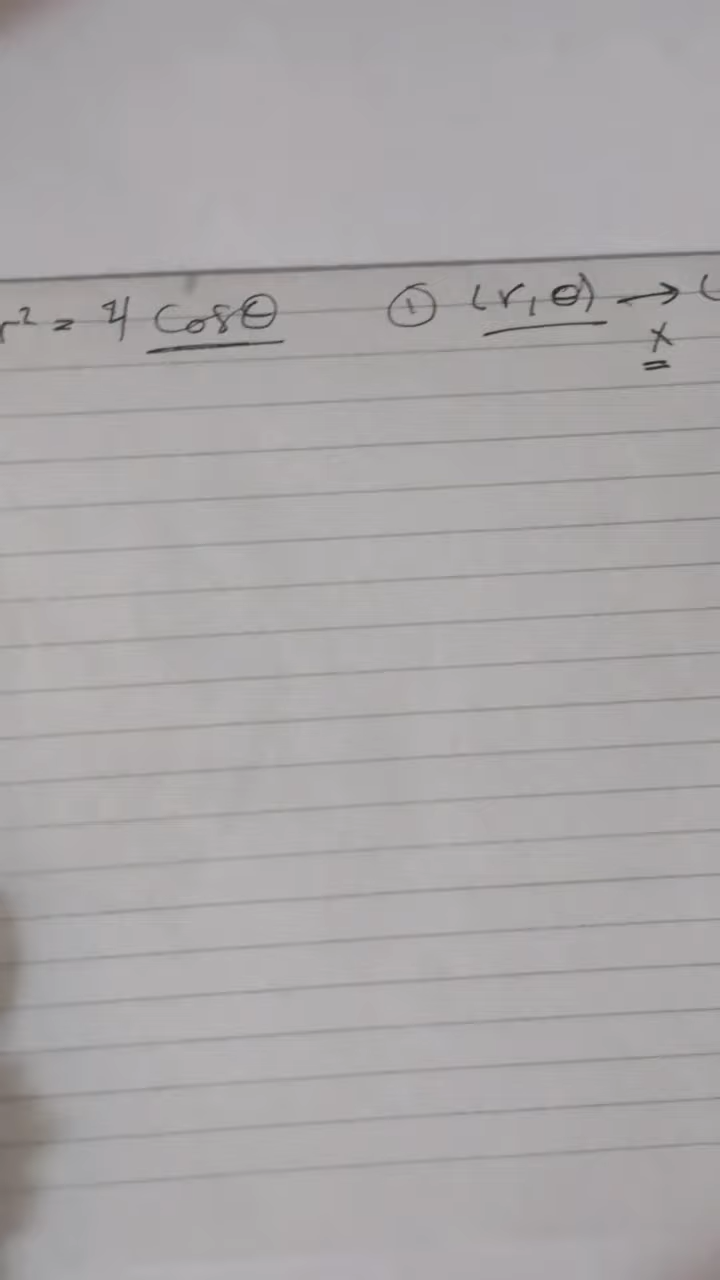 r² = 4 cosθ ① (r, θ) → (
x